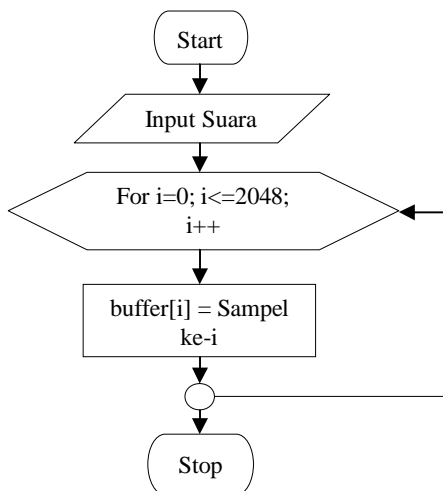 Start
Input Suara
For i=0; i<=2048;
i++
buffer[i] = Sampel
ke-i
Stop